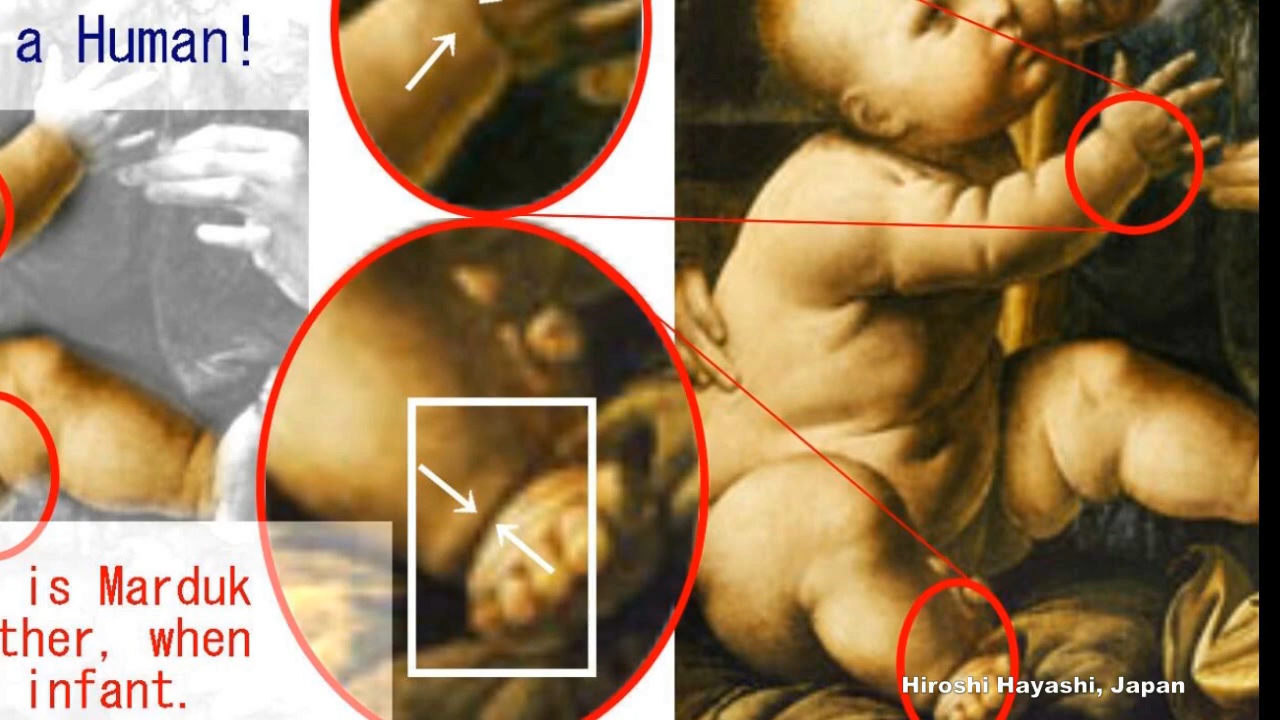 a Human!
is Marduk
ther, when
infant.
Hiroshi Hayashi, Japan